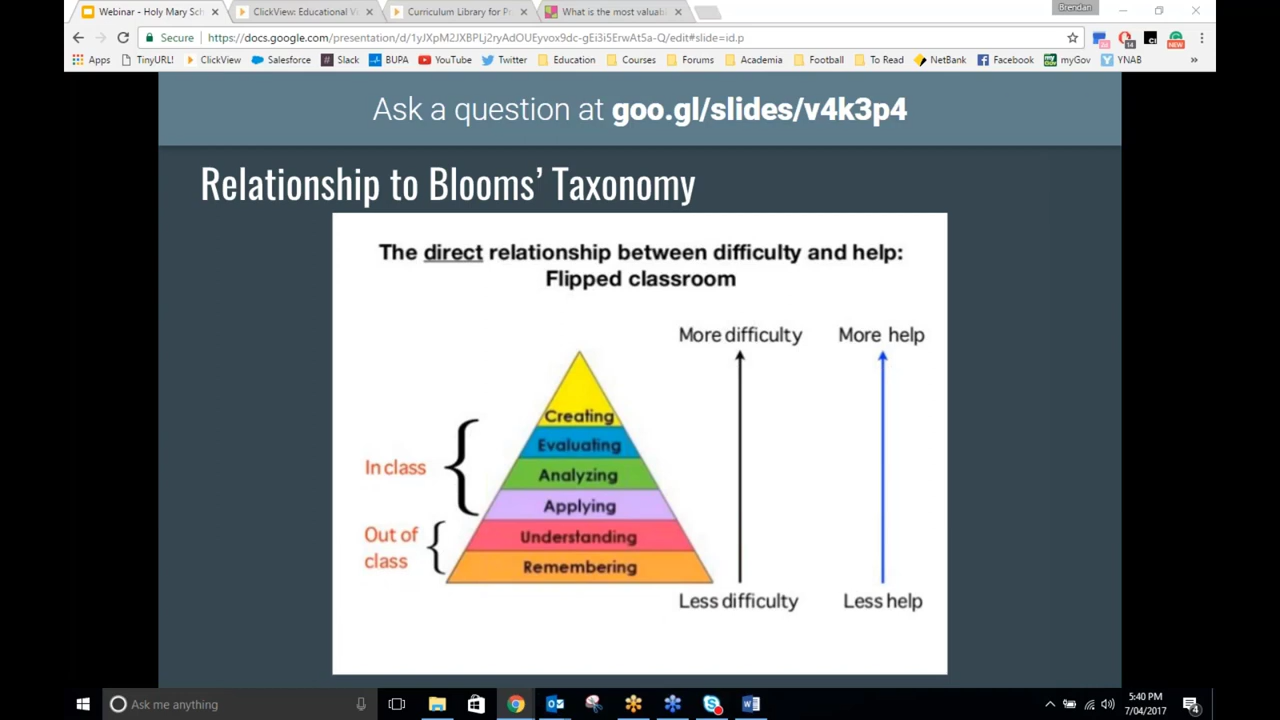 Webinar - Holy Mary Sch
ClickView: Educational Vi
Curriculum Library for Pr
What is the most valuab
Brendan
Secure
https://docs.google.com/presentation/d/1yJXpM2JXBPLj2ryAdOUEyvox9dc-gEi3i5ErwAt5a-Q/edit#slide=id.p
Apps TinyURL! ClickView Salesforce Slack BUPA YouTube Twitter Education Courses Forums Academia Football To Read NetBank Facebook myGov YNAB »
Ask a question at goo.gl/slides/v4k3p4
Relationship to Blooms’ Taxonomy
The direct relationship between difficulty and help:
Flipped classroom
More difficulty
More help
Creating
Evaluating
In class
Analyzing
Applying
Out of
class
Understanding
Remembering
Less difficulty
Less help
Ask me anything
5:40 PM
7/04/2017
4